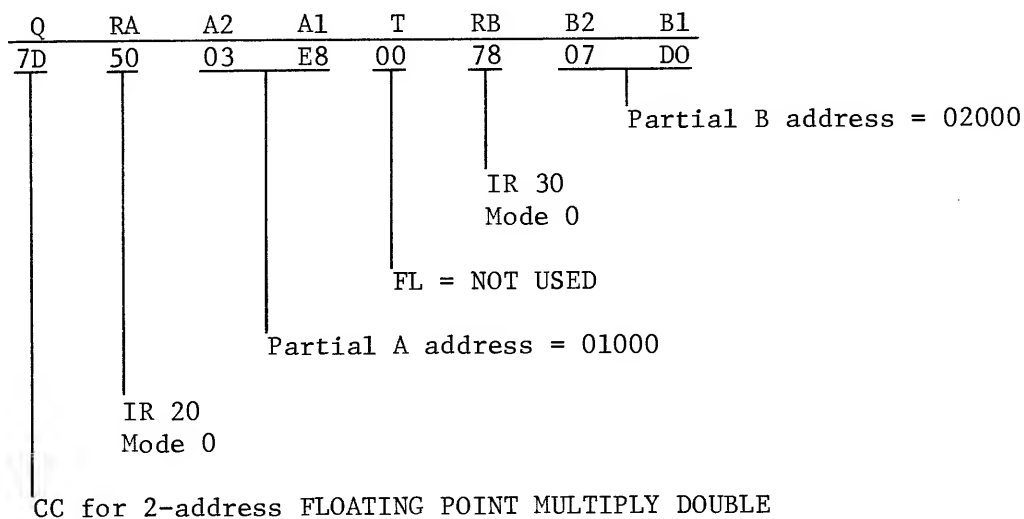 Q RA A2 A1 T RB B2 B1
7D 50 03 E8 00 78 07 D0
Partial B address = 02000
IR 30
Mode 0
FL = NOT USED
Partial A address = 01000
IR 20
Mode 0
CC for 2-address FLOATING POINT MULTIPLY DOUBLE